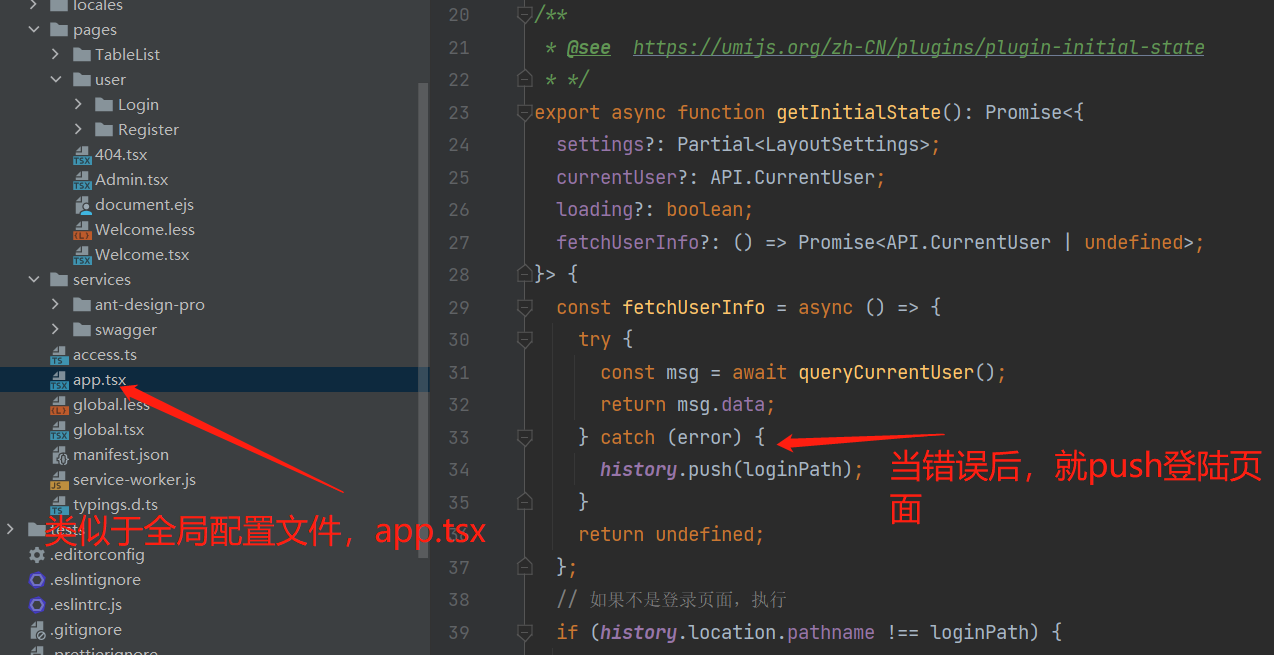 locales
pages
TableList
user
Login
Register
404.tsx
Admin.tsx
document.ejs
Welcome.less
Welcome.tsx
services
ant-design-pro
swagger
access.ts
app.tsx
global.less
global.tsx
manifest.json
service-worker.js
typings.d.ts
tests
.editorconfig
.eslintignore
.eslintrc.js
.gitignore
.prettierignore
类似于全局配置文件，app.tsx
20 /**
21 * @see https://umijs.org/zh-CN/plugins/plugin-initial-state
22 * */
23 export async function getInitialState(): Promise<{
24 settings?: Partial<LayoutSettings>;
25 currentUser?: API.CurrentUser;
26 loading?: boolean;
27 fetchUserInfo?: () => Promise<API.CurrentUser | undefined>;
28 }> {
29 const fetchUserInfo = async () => {
30 try {
31 const msg = await queryCurrentUser();
32 return msg.data;
33 } catch (error) {
34 history.push(loginPath);
35 }
36 return undefined;
37 };
38 // 如果不是登录页面，执行
39 if (history.location.pathname !== loginPath) {
当错误后，就push登陆页
面